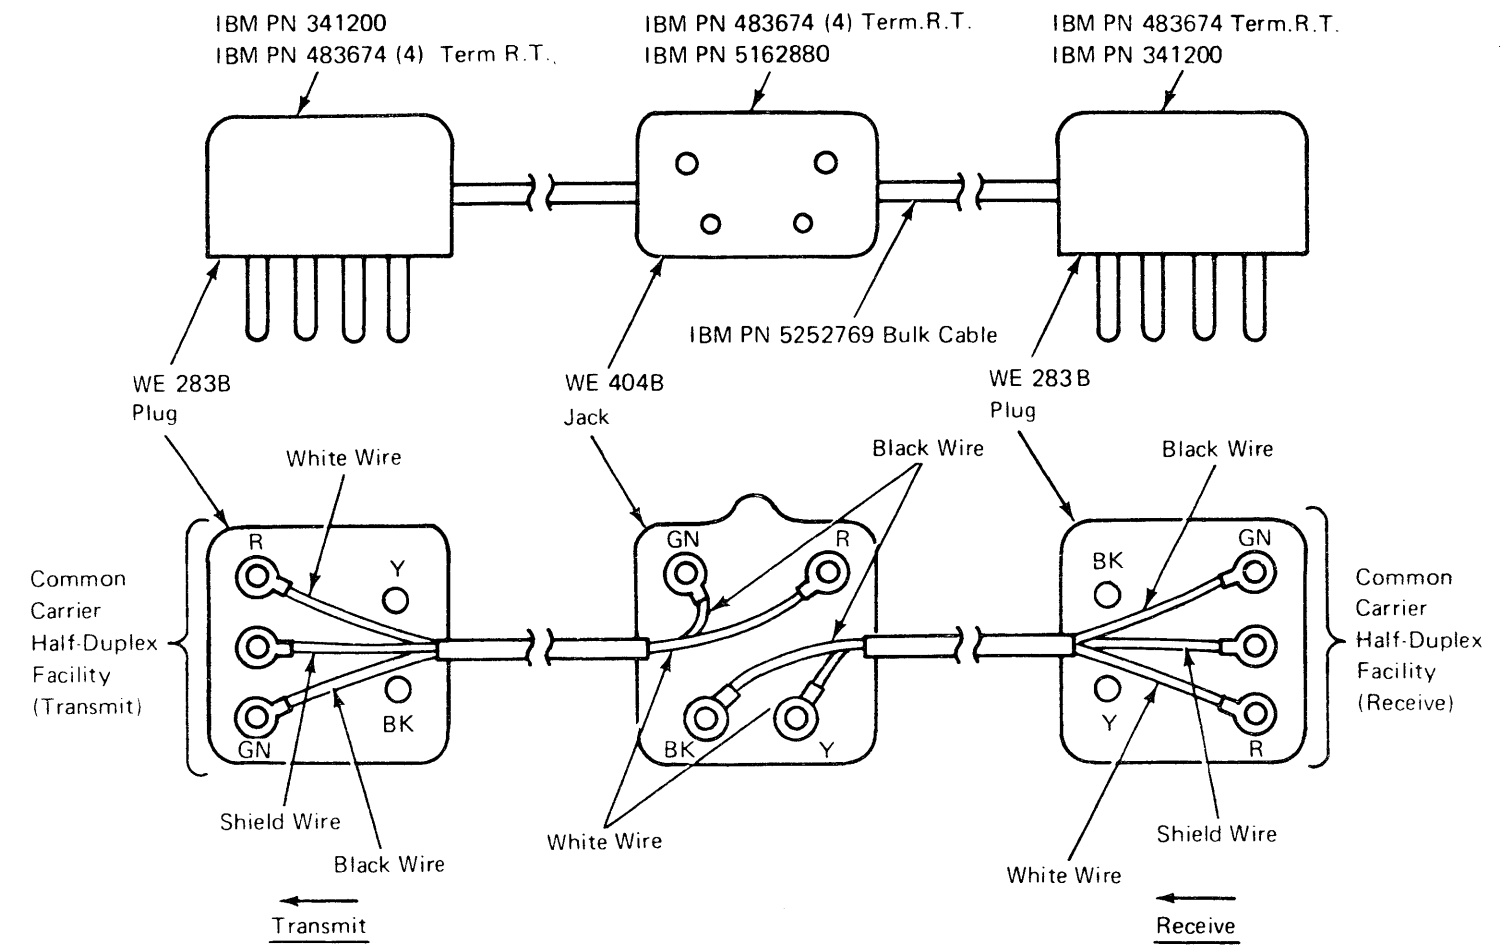 IBM PN 341200
IBM PN 483674 (4) Term R.T.
IBM PN 483674 (4) Term.R.T.
IBM PN 5162880
IBM PN 483674 Term.R.T.
IBM PN 341200
IBM PN 5252769 Bulk Cable
WE 283B
Plug
WE 404B
Jack
WE 283B
Plug
White Wire
Black Wire
Black Wire
R
Y
GN
R
BK
GN
Common
Carrier
Half-Duplex
Facility
(Transmit)
Common
Carrier
Half-Duplex
Facility
(Receive)
GN
BK
BK
Y
Y
R
Shield Wire
Black Wire
White Wire
Shield Wire
White Wire
Transmit
Receive